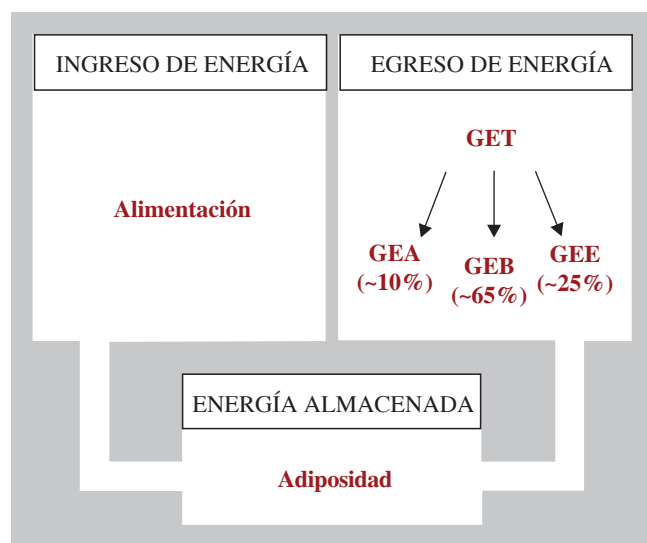 INGRESO DE ENERGÍA
Alimentación
EGRESO DE ENERGÍA
GET
GEA
(~10%)
GEB
(~65%)
GEE
(~25%)
ENERGÍA ALMACENADA
Adiposidad